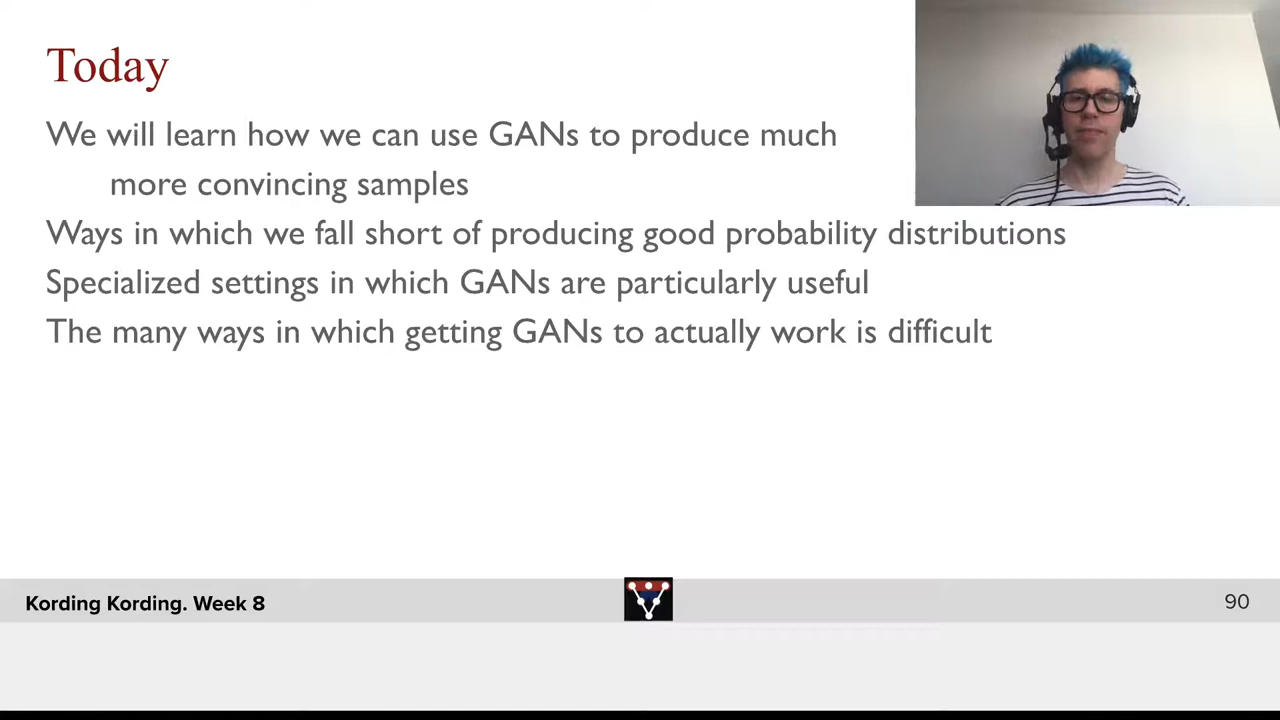 Today
We will learn how we can use GANs to produce much
more convincing samples
Ways in which we fall short of producing good probability distributions
Specialized settings in which GANs are particularly useful
The many ways in which getting GANs to actually work is difficult
Kording Kording. Week 8
90